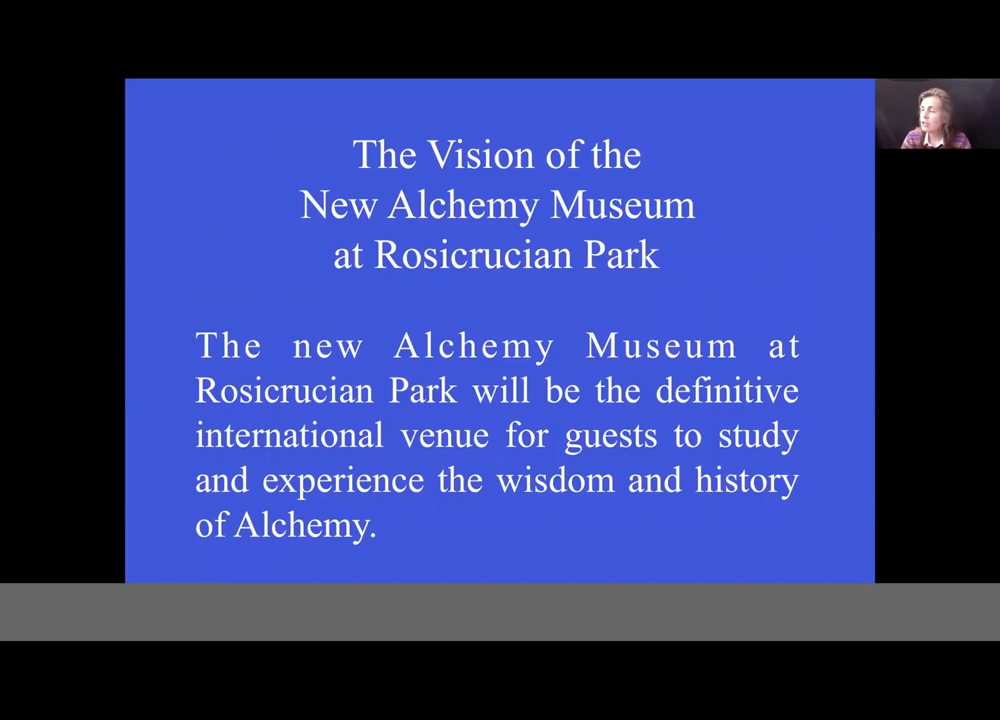 The Vision of the
New Alchemy Museum
at Rosicrucian Park
The new Alchemy Museum at
Rosicrucian Park will be the definitive
international venue for guests to study
and experience the wisdom and history
of Alchemy.